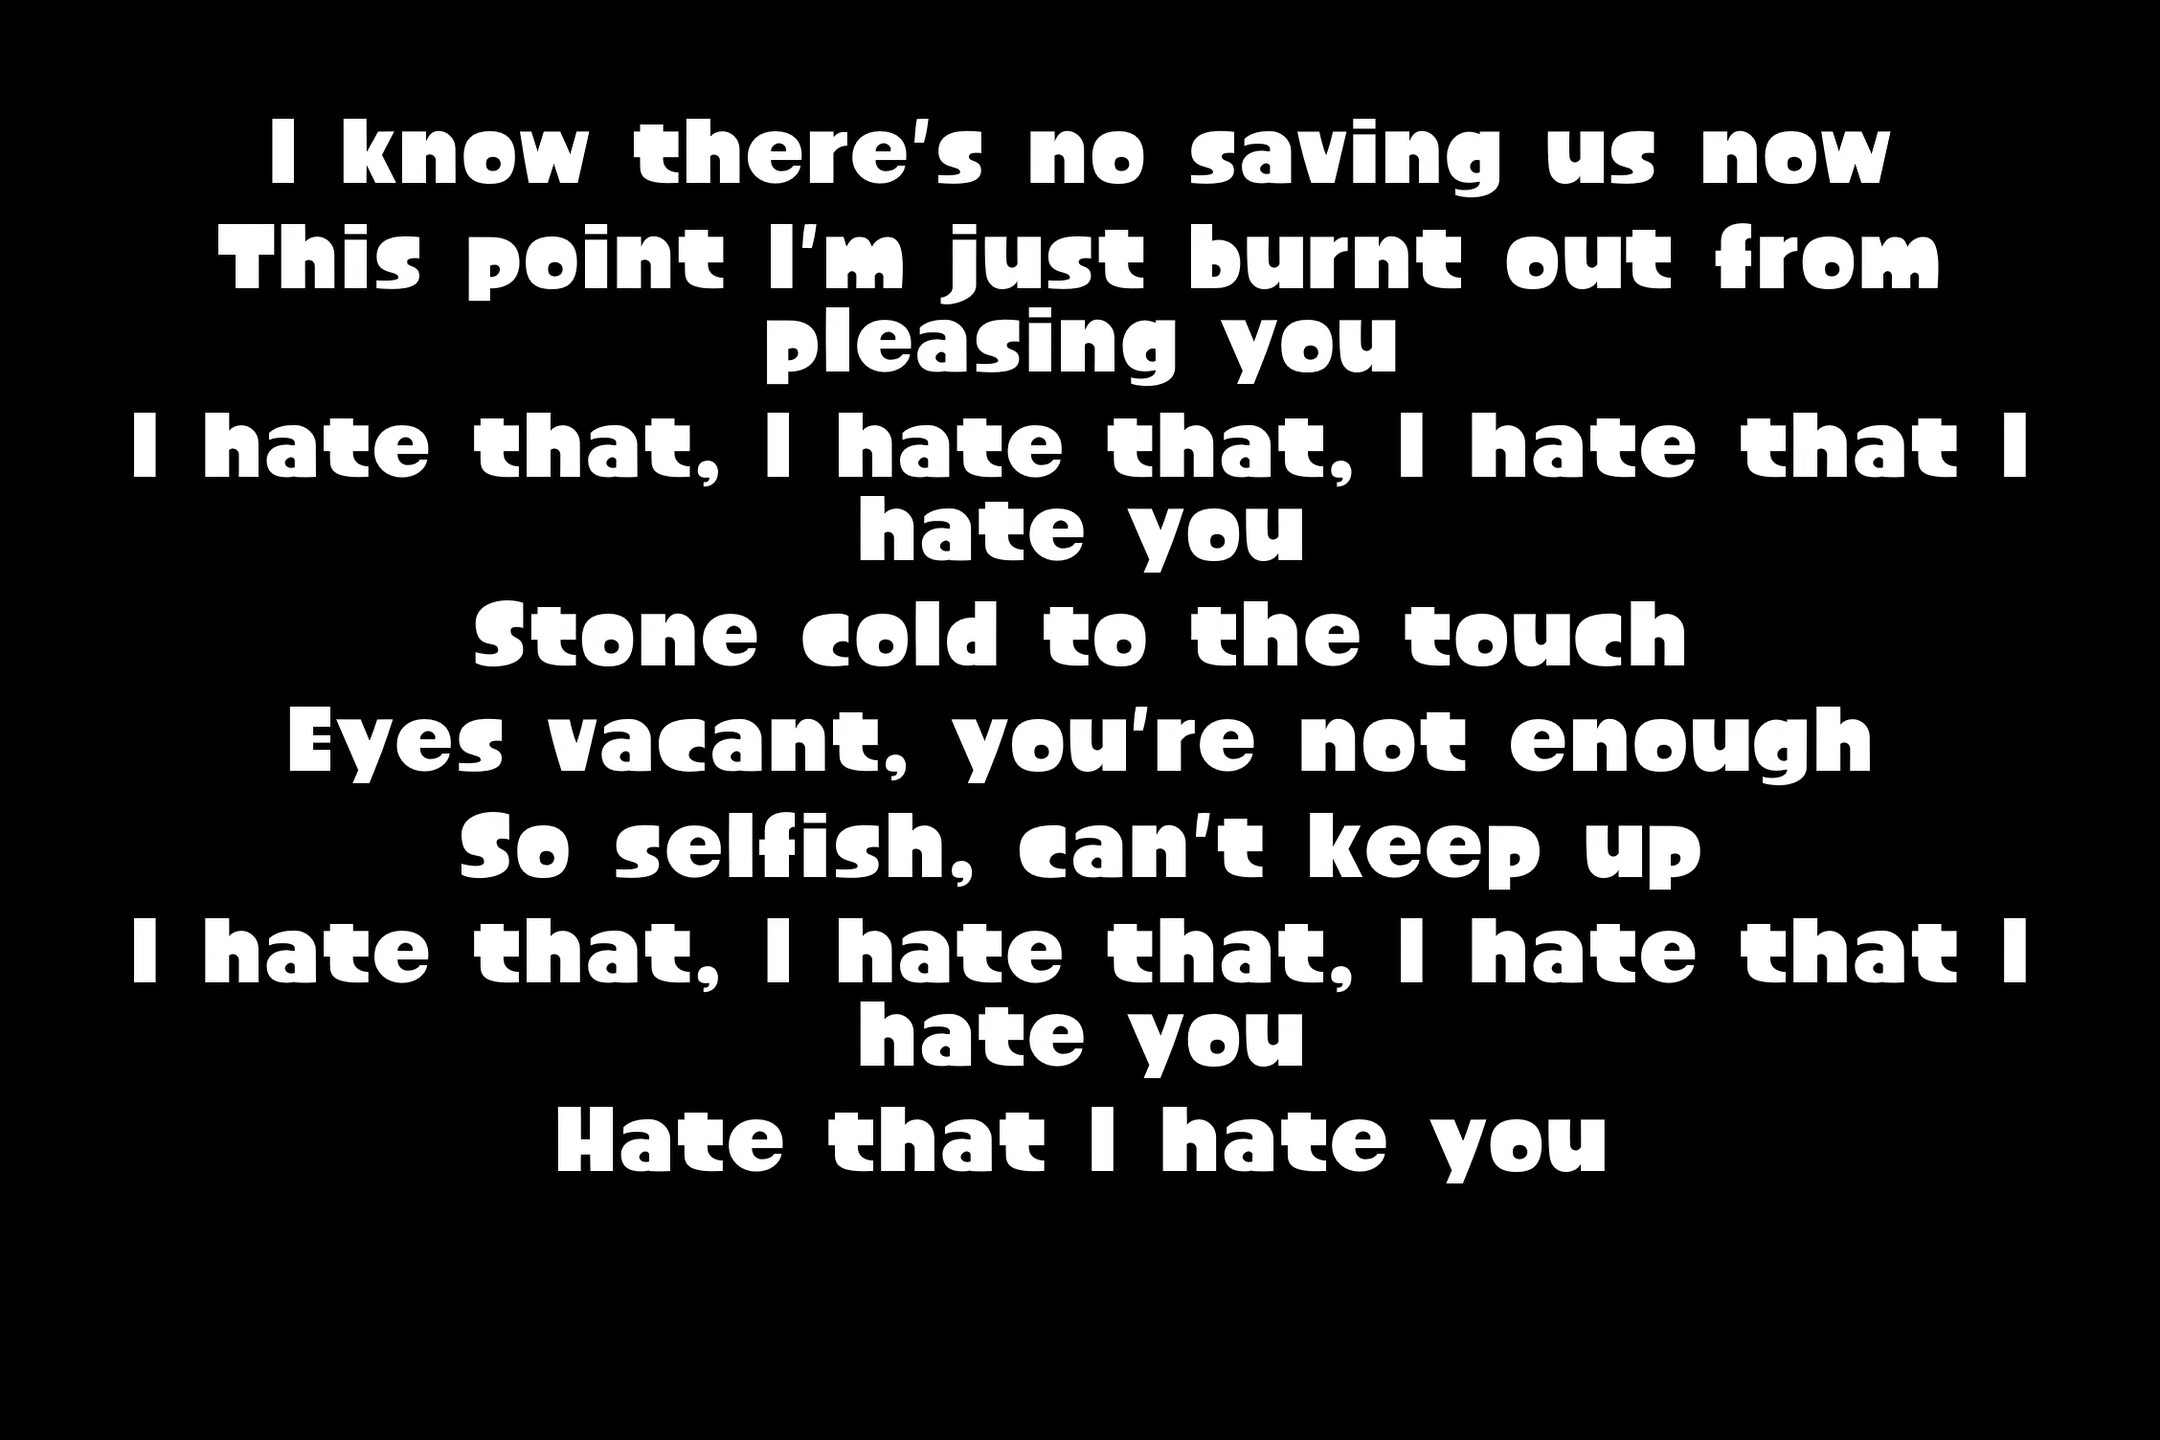 I know there's no saving us now
This point I'm just burnt out from
pleasing you
I hate that, I hate that, I hate that I
hate you
Stone cold to the touch
Eyes vacant, you're not enough
So selfish, can't keep up
I hate that, I hate that, I hate that I
hate you
Hate that I hate you